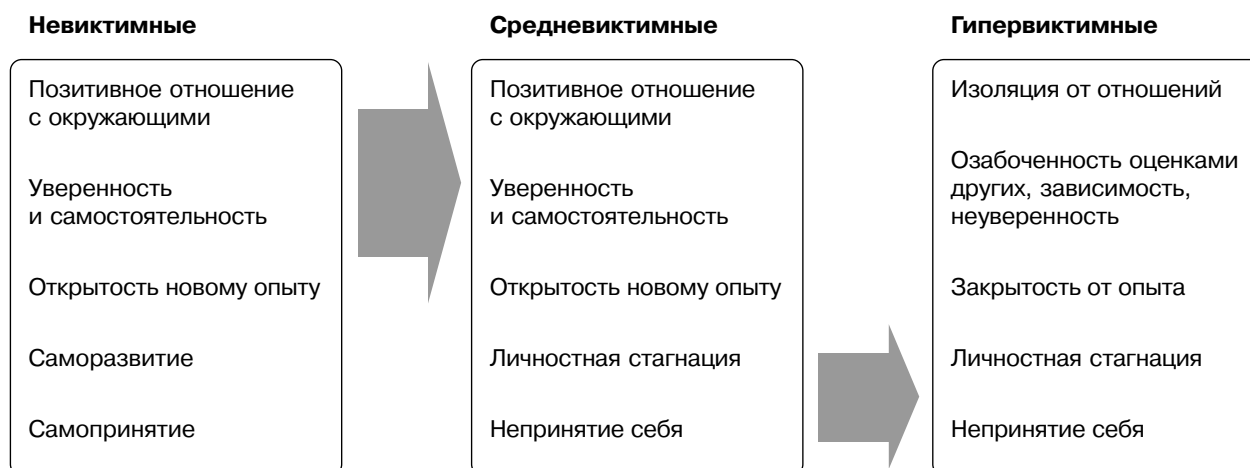 Невиктимные
Позитивное отношение
с окружающими
Уверенность
и самостоятельность
Открытость новому опыту
Саморазвитие
Самопринятие
Средневиктимные
Позитивное отношение
с окружающими
Уверенность
и самостоятельность
Открытость новому опыту
Личностная стагнация
Непринятие себя
Гипервиктимные
Изоляция от отношений
Озабоченность оценками
других, зависимость,
неуверенность
Закрытость от опыта
Личностная стагнация
Непринятие себя